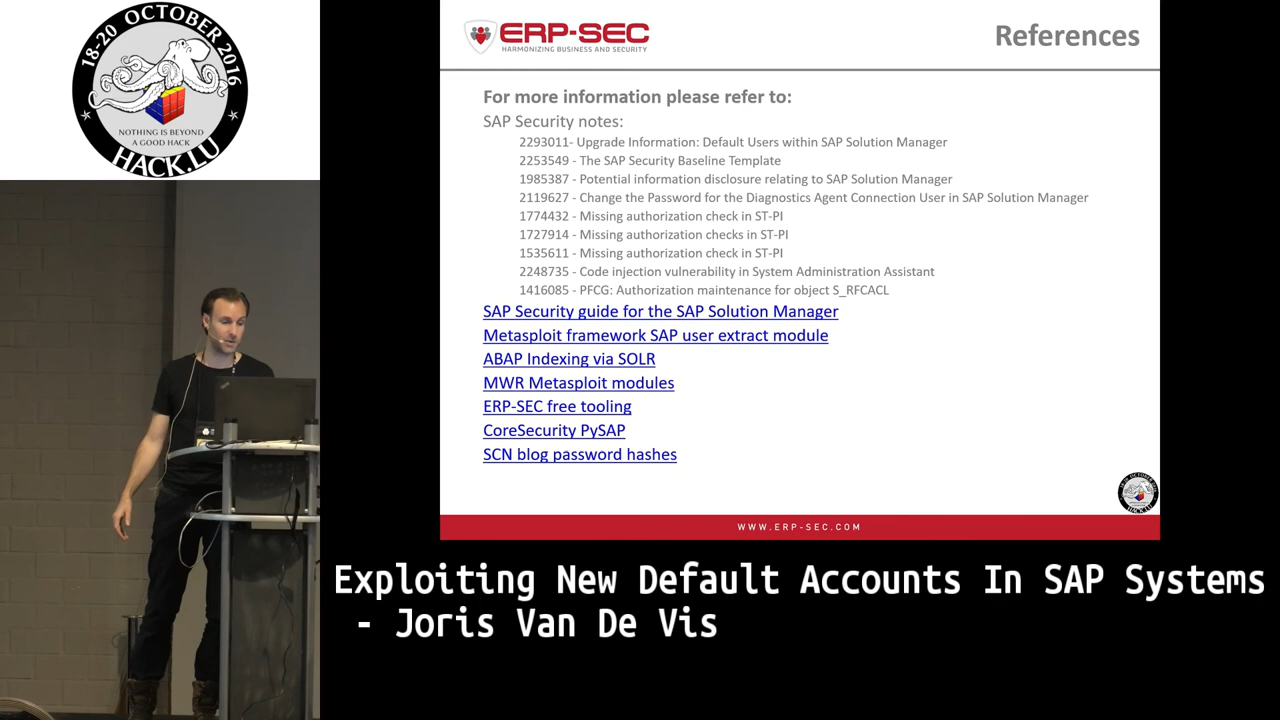 18-20 OCTOBER 2016
NOTHING IS BEYOND
A GOOD HACK
HACK.LU
ERP-SEC
HARMONIZING BUSINESS AND SECURITY
References
For more information please refer to:
SAP Security notes:
2293011- Upgrade Information: Default Users within SAP Solution Manager
2253549 - The SAP Security Baseline Template
1985387 - Potential information disclosure relating to SAP Solution Manager
2119627 - Change the Password for the Diagnostics Agent Connection User in SAP Solution Manager
1774432 - Missing authorization check in ST-PI
1727914 - Missing authorization checks in ST-PI
1535611 - Missing authorization check in ST-PI
2248735 - Code injection vulnerability in System Administration Assistant
1416085 - PFCG: Authorization maintenance for object S_RFCACL
SAP Security guide for the SAP Solution Manager
Metasploit framework SAP user extract module
ABAP Indexing via SOLR
MWR Metasploit modules
ERP-SEC free tooling
CoreSecurity PySAP
SCN blog password hashes
WWW.ERP-SEC.COM
Exploiting New Default Accounts In SAP Systems
- Joris Van De Vis